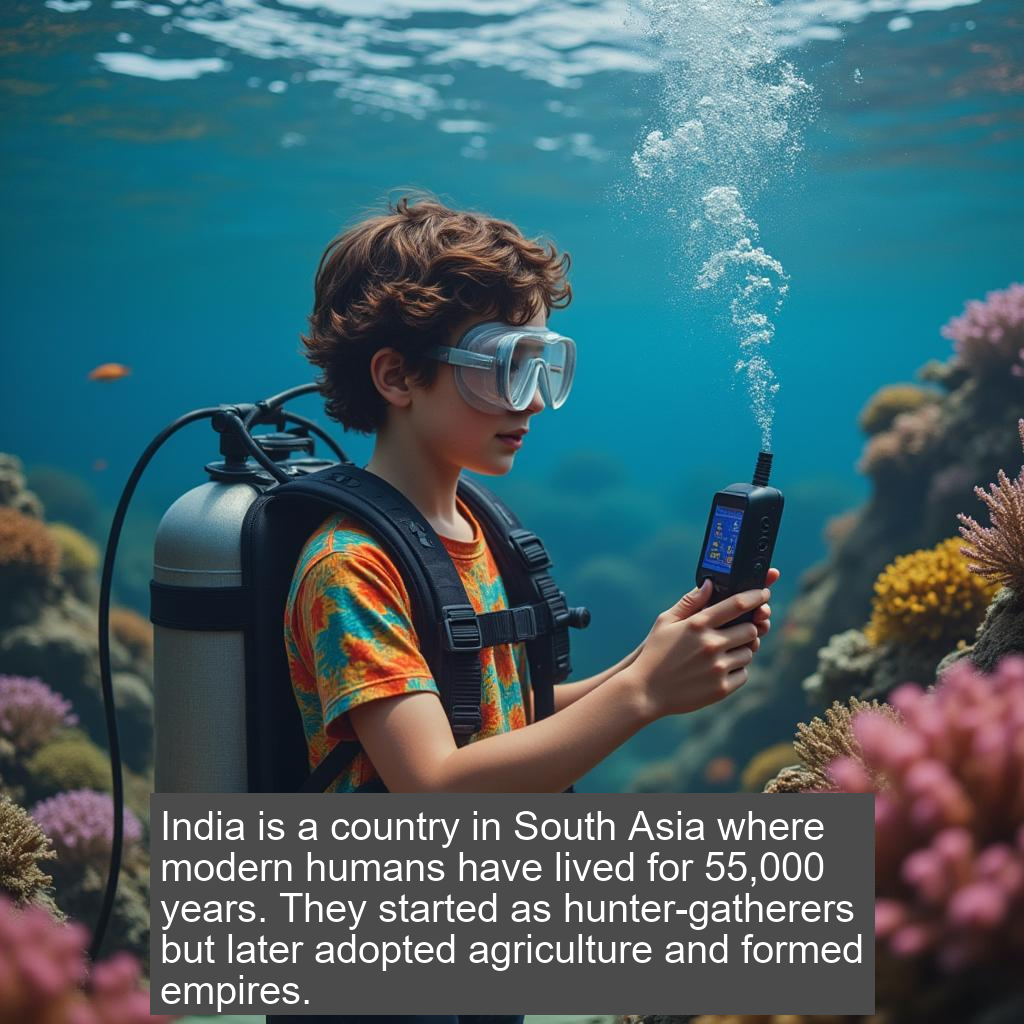 India is a country in South Asia where
modern humans have lived for 55,000
years. They started as hunter-gatherers
but later adopted agriculture and formed
empires.